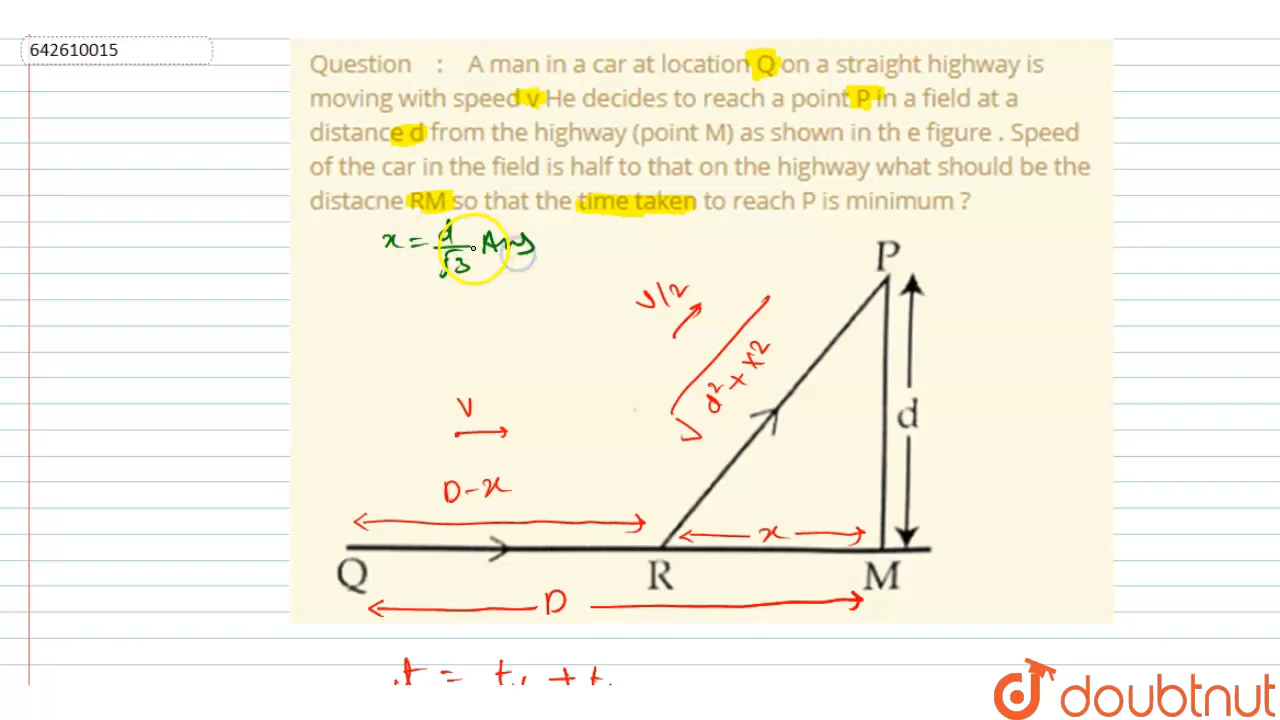 642610015
Question : A man in a car at location Q on a straight highway is
moving with speed v He decides to reach a point P in a field at a
distance d from the highway (point M) as shown in th e figure . Speed
of the car in the field is half to that on the highway what should be the
distacne RM so that the time taken to reach P is minimum ?
x = d/√3 Ans
P
V/2
√d²+x2
V
d
D-x
x
Q
R
M
D
t = t₁ + t
doubtnut